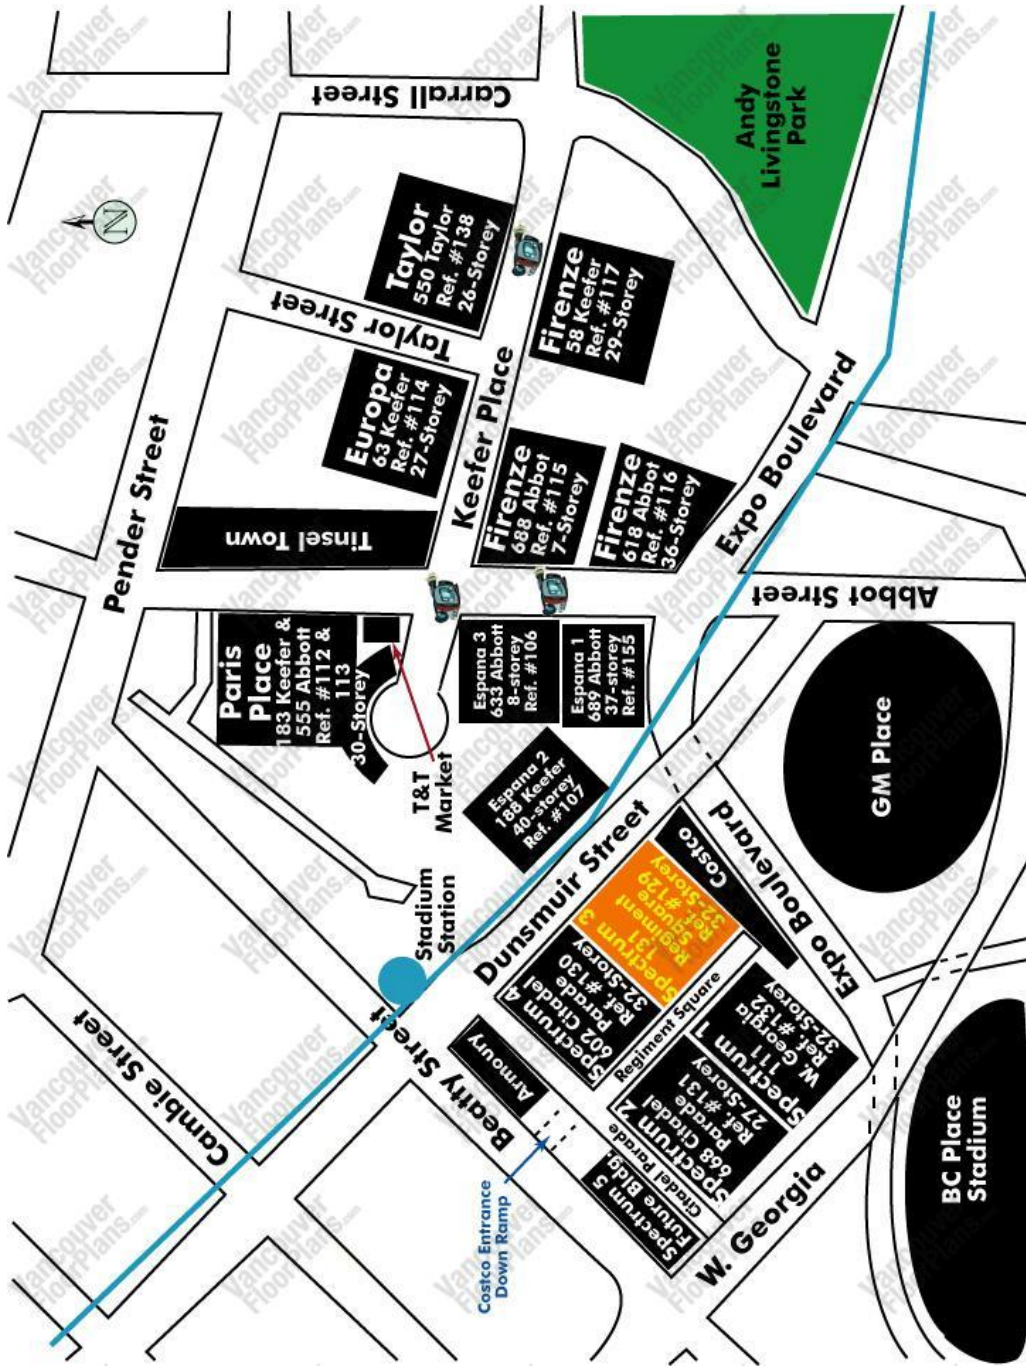 Carrall Street
Andy
Livingstone
Park
N
Taylor
550 Taylor
Ref. #138
26-Storey
Taylor Street
Firenze
58 Keefer
Ref. #117
29-Storey
Europa
63 Keefer
Ref. #114
27-Storey
Keefer Place
Pender Street
Tinsel Town
Firenze
688 Abbot
Ref. #115
7-Storey
Firenze
618 Abbot
Ref. #116
36-Storey
Expo Boulevard
Abbot Street
Paris
Place
183 Keefer &
555 Abbott
Ref. #112 &
113
30-Storey
T&T
Market
Espana 3
633 Abbott
8-storey
Ref. #106
Espana 1
689 Abbott
37-storey
Ref. #155
Espana 2
188 Keefer
40-storey
Ref. #107
GM Place
Stadium
Station
Dunsmuir Street
Costco
Expo Boulevard
Spectrum 3
131
Regiment
Square
Ref. #129
32-Storey
Spectrum 4
602 Citadel
Parade
Ref. #130
32-Storey
Regiment Square
Spectrum 2
668 Citadel
Parade
Ref. #131
27-Storey
Spectrum 1
111
W. Georgia
Ref. #132
32-Storey
Cambie Street
Beatty Street
Armoury
Costco Entrance
Down Ramp
Citadel Parade
Spectrum 5
Future Bldg.
W. Georgia
BC Place
Stadium
Vancouver
FloorPlans.com